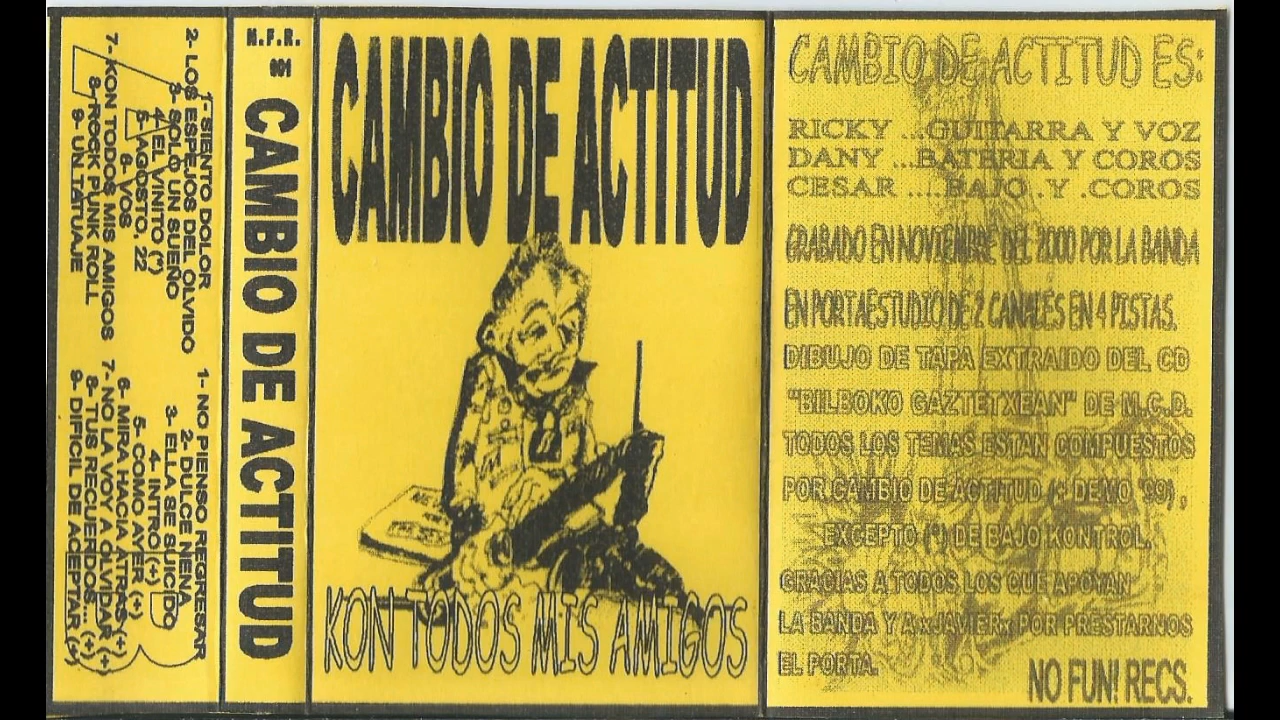 1- SIENTO DOLOR
2- LOS ESPEJOS DEL OLVIDO
3- SOLO UN SUEÑO
4- EL VINITO (*)
5- AGOSTO, 22
6- VOS
7- KON TODOS MIS AMIGOS
8- ROCK PUNK ROLL
9- UN TATUAJE
1- NO PIENSO REGRESAR
2- DULCE NENA
3- ELLA SE SUICIDO
4- INTRO (+)
5- COMO AYER (+)
6- MIRA HACIA ATRAS (+)
7- NO LA VOY A OLVIDAR (+)
8- TUS RECUERDOS... (+)
9- DIFICIL DE ACEPTAR (+)
N.F.R.
CAMBIO DE ACTITUD
CAMBIO DE ACTITUD
KON TODOS MIS AMIGOS
CAMBIO DE ACTITUD ES:
RICKY ...GUITARRA Y VOZ
DANY ...BATERIA Y COROS
CESAR ....BAJO .Y .COROS
GRABADO EN NOVIEMBRE DEL 2000 POR LA BANDA
EN PORTAESTUDIO DE 2 CANALES EN 4 PISTAS.
DIBUJO DE TAPA EXTRAIDO DEL CD
"BILBOKO GAZTETXEAN" DE M.C.D.
TODOS LOS TEMAS ESTAN COMPUESTOS
POR CAMBIO DE ACTITUD (+ DEMO '99) ,
EXCEPTO (*) DE BAJO KONTROL.
GRACIAS A TODOS LOS QUE APOYAN
LA BANDA Y A xJAVIERx POR PRESTARNOS
EL PORTA.
NO FUN! RECS.